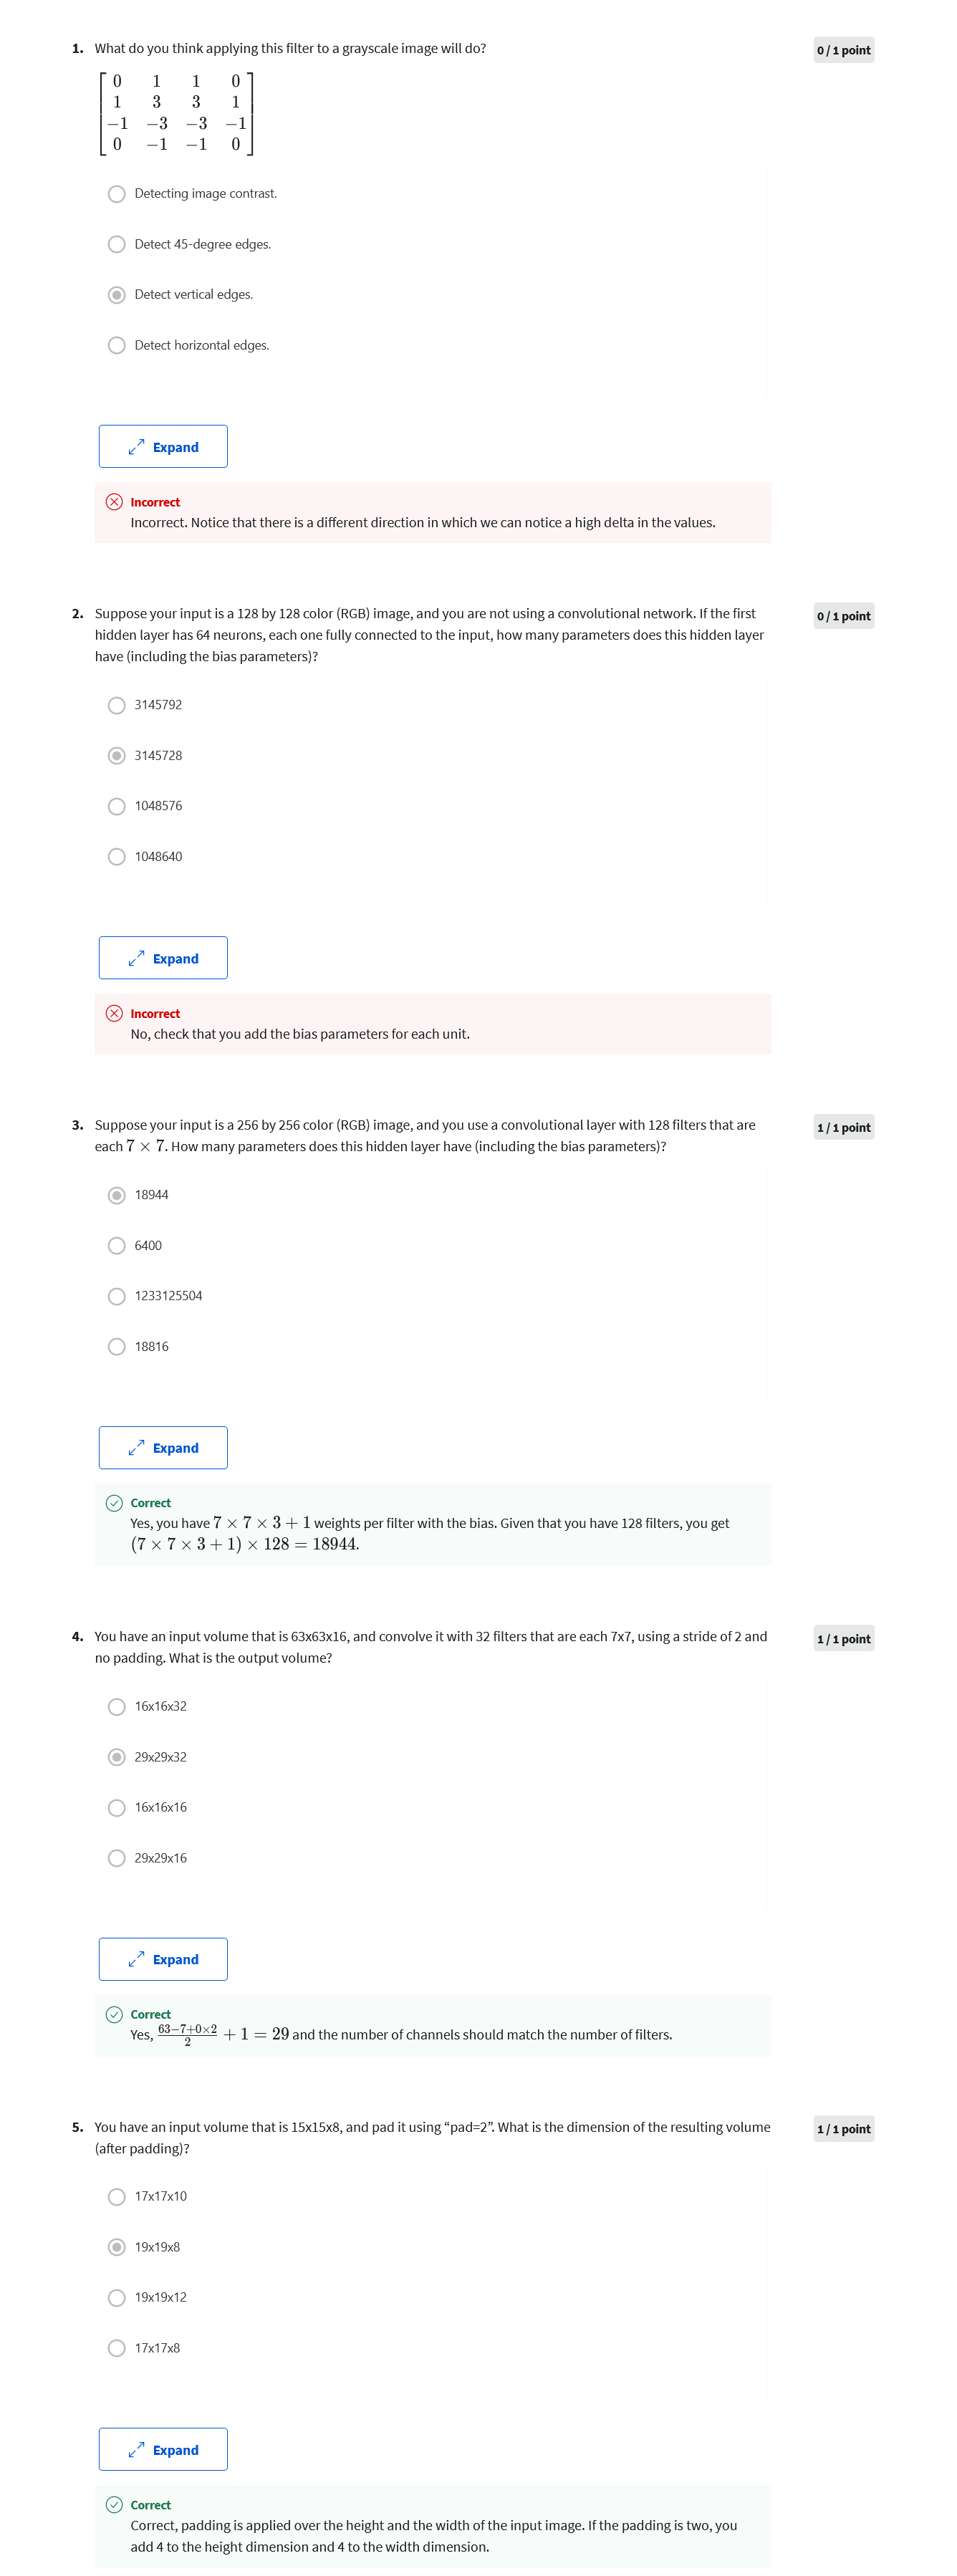 1. What do you think applying this filter to a grayscale image will do?
0 / 1 point
0 1 1 0
1 3 3 1
−1 −3 −3 −1
0 −1 −1 0
Detecting image contrast.
Detect 45-degree edges.
Detect vertical edges.
Detect horizontal edges.
Expand
Incorrect
Incorrect. Notice that there is a different direction in which we can notice a high delta in the values.
2. Suppose your input is a 128 by 128 color (RGB) image, and you are not using a convolutional network. If the first
0 / 1 point
hidden layer has 64 neurons, each one fully connected to the input, how many parameters does this hidden layer
have (including the bias parameters)?
3145792
3145728
1048576
1048640
Expand
Incorrect
No, check that you add the bias parameters for each unit.
3. Suppose your input is a 256 by 256 color (RGB) image, and you use a convolutional layer with 128 filters that are
1 / 1 point
each 7 × 7. How many parameters does this hidden layer have (including the bias parameters)?
18944
6400
1233125504
18816
Expand
Correct
Yes, you have 7 × 7 × 3 + 1 weights per filter with the bias. Given that you have 128 filters, you get
(7 × 7 × 3 + 1) × 128 = 18944.
4. You have an input volume that is 63x63x16, and convolve it with 32 filters that are each 7x7, using a stride of 2 and
1 / 1 point
no padding. What is the output volume?
16x16x32
29x29x32
16x16x16
29x29x16
Expand
Correct
Yes, (63−7+0×2)/2 + 1 = 29 and the number of channels should match the number of filters.
5. You have an input volume that is 15x15x8, and pad it using “pad=2”. What is the dimension of the resulting volume
1 / 1 point
(after padding)?
17x17x10
19x19x8
19x19x12
17x17x8
Expand
Correct
Correct, padding is applied over the height and the width of the input image. If the padding is two, you
add 4 to the height dimension and 4 to the width dimension.